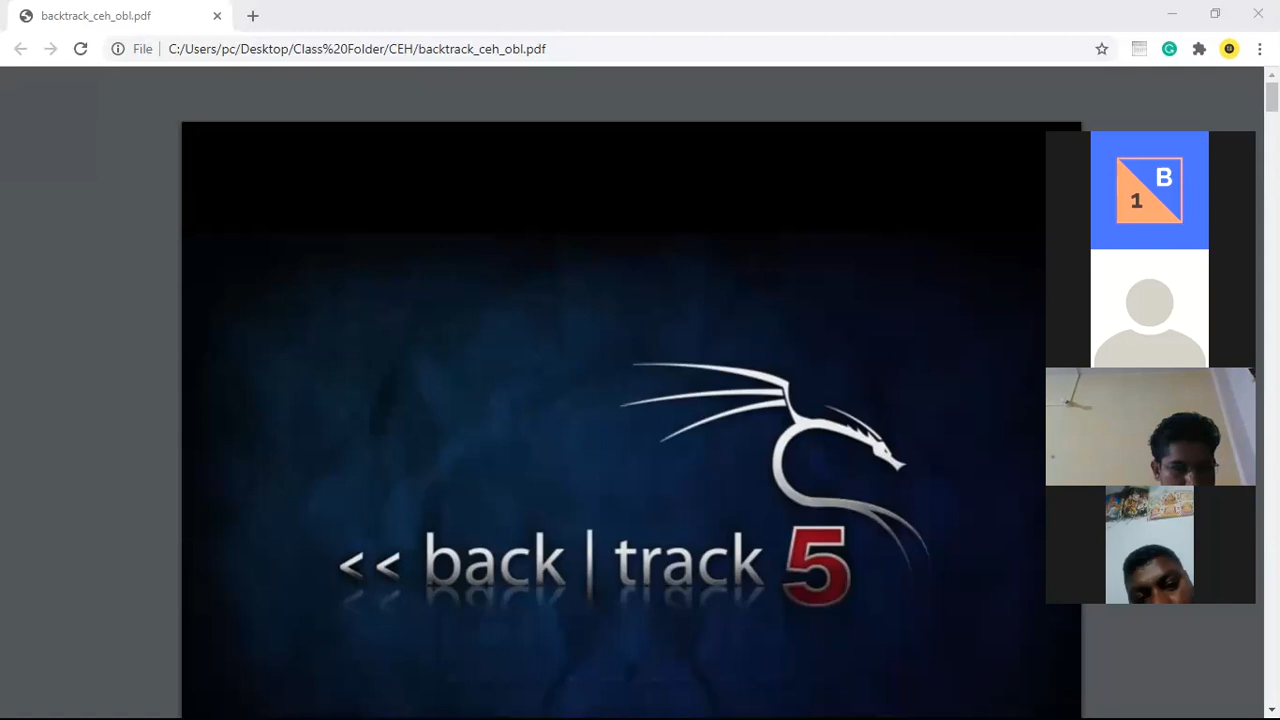 backtrack_ceh_obl.pdf
File
C:/Users/pc/Desktop/Class%20Folder/CEH/backtrack_ceh_obl.pdf
B
1
<< back | track 5